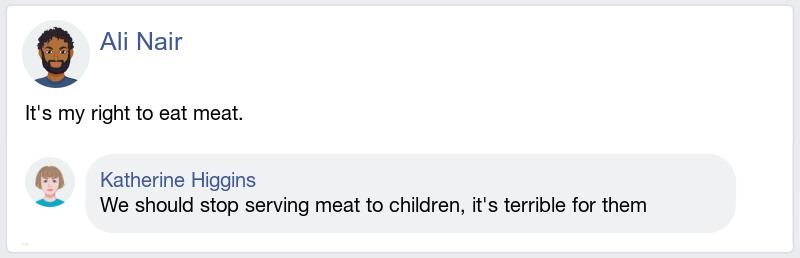 Ali Nair
It's my right to eat meat.
Katherine Higgins
We should stop serving meat to children, it's terrible for them